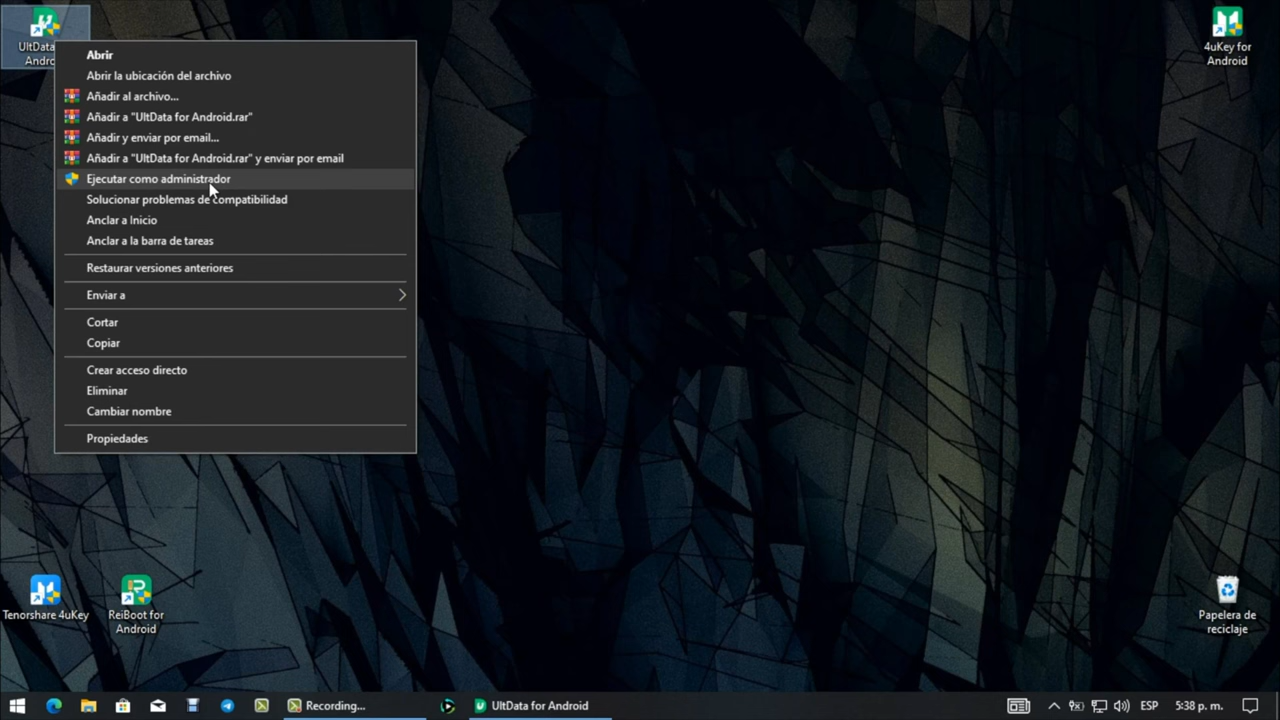 UltData
Andro
Abrir
Abrir la ubicación del archivo
Añadir al archivo...
Añadir a "UltData for Android.rar"
Añadir y enviar por email...
Añadir a "UltData for Android.rar" y enviar por email
Ejecutar como administrador
Solucionar problemas de compatibilidad
Anclar a Inicio
Anclar a la barra de tareas
Restaurar versiones anteriores
Enviar a
Cortar
Copiar
Crear acceso directo
Eliminar
Cambiar nombre
Propiedades
4uKey for
Android
Tenorshare 4uKey
ReiBoot for
Android
Papelera de
reciclaje
Recording...
UltData for Android
ESP
5:38 p. m.